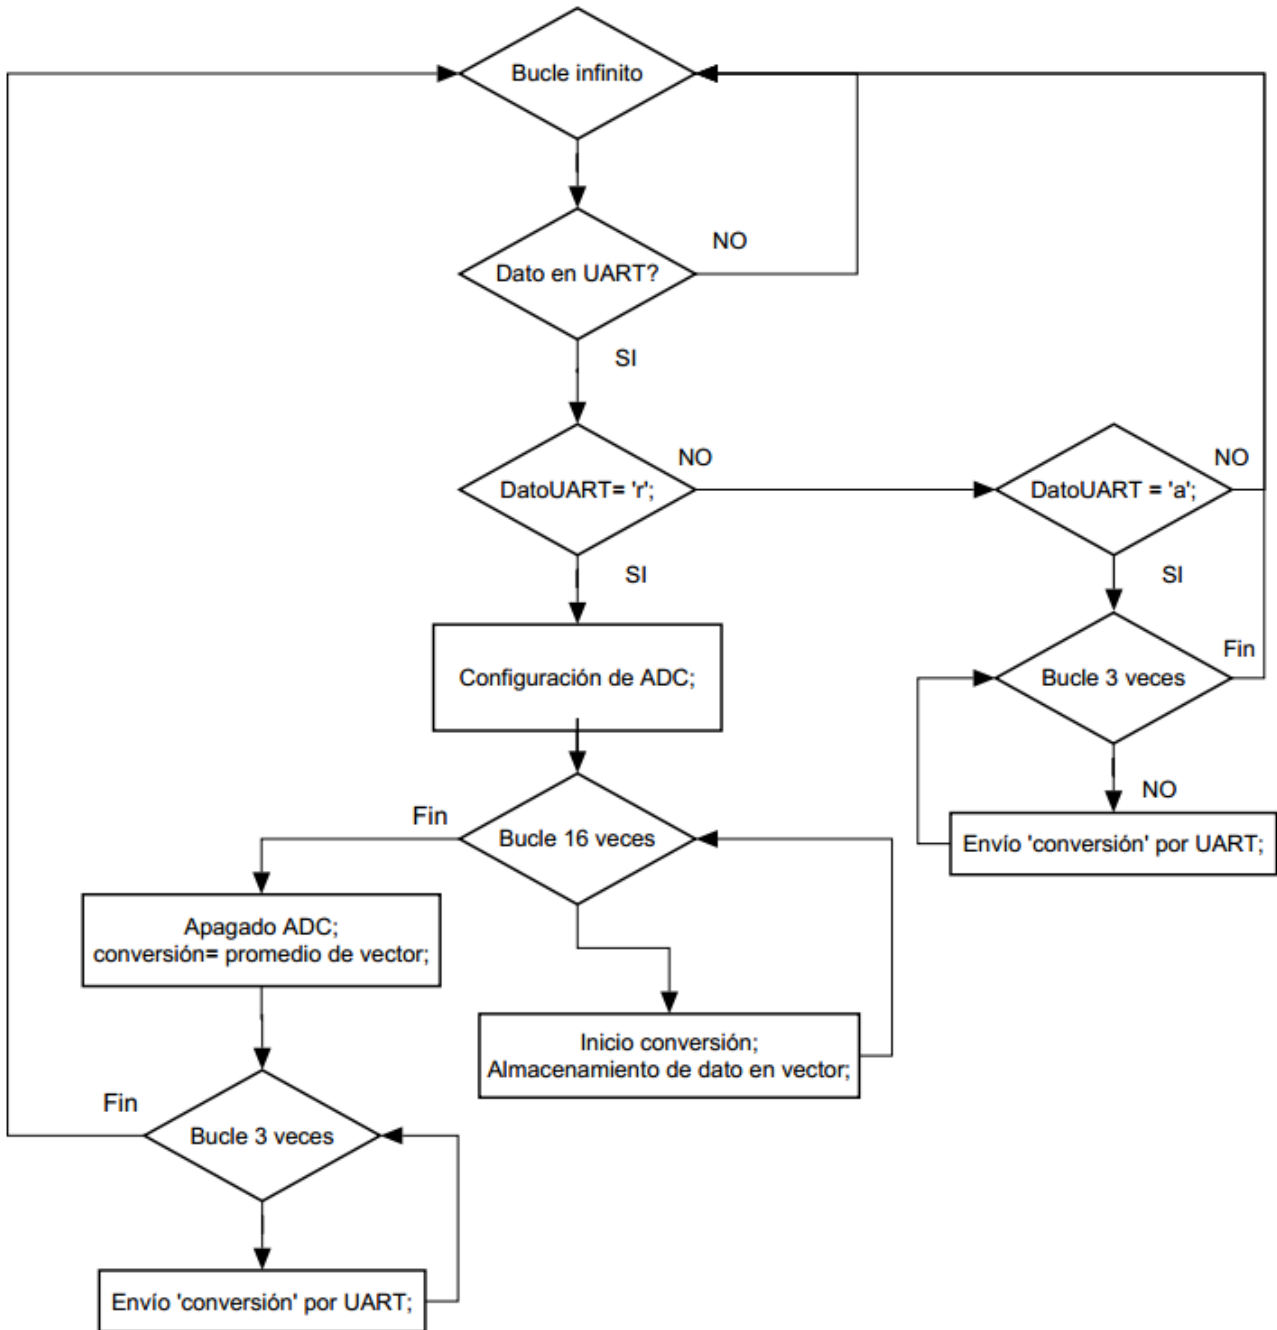 Bucle infinito
NO
Dato en UART?
SI
NO
DatoUART= 'r';
NO
DatoUART = 'a';
SI
SI
Configuración de ADC;
Fin
Bucle 3 veces
NO
Envío 'conversión' por UART;
Fin
Bucle 16 veces
Apagado ADC;
conversión= promedio de vector;
Inicio conversión;
Almacenamiento de dato en vector;
Fin
Bucle 3 veces
Envío 'conversión' por UART;